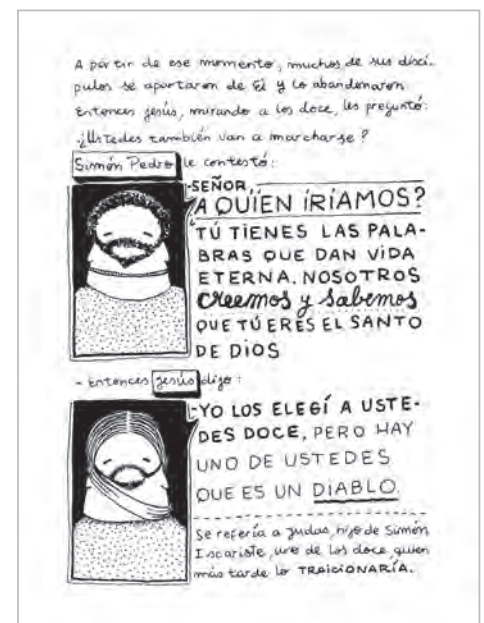 A partir de ese momento, muchos de sus discí-
pulos se apartaron de Él y lo abandonaron
Entonces jesús, mirando a los doce, les preguntó:
-¿Ustedes también van a marcharse?
Simón Pedro le contestó:
-SEÑOR,
¿A QUIÉN IRÍAMOS?
TÚ TIENES LAS PALA-
BRAS QUE DAN VIDA
ETERNA. NOSOTROS
creemos y sabemos
QUE TÚ ERES EL SANTO
DE DIOS
- Entonces jesús dijo:
-YO LOS ELEGÍ A USTE-
DES DOCE, PERO HAY
UNO DE USTEDES
QUE ES UN DIABLO.
Se refería a Judas, hijo de Simón
Iscariote, uno de los doce, quien
más tarde lo TRAICIONARÍA.